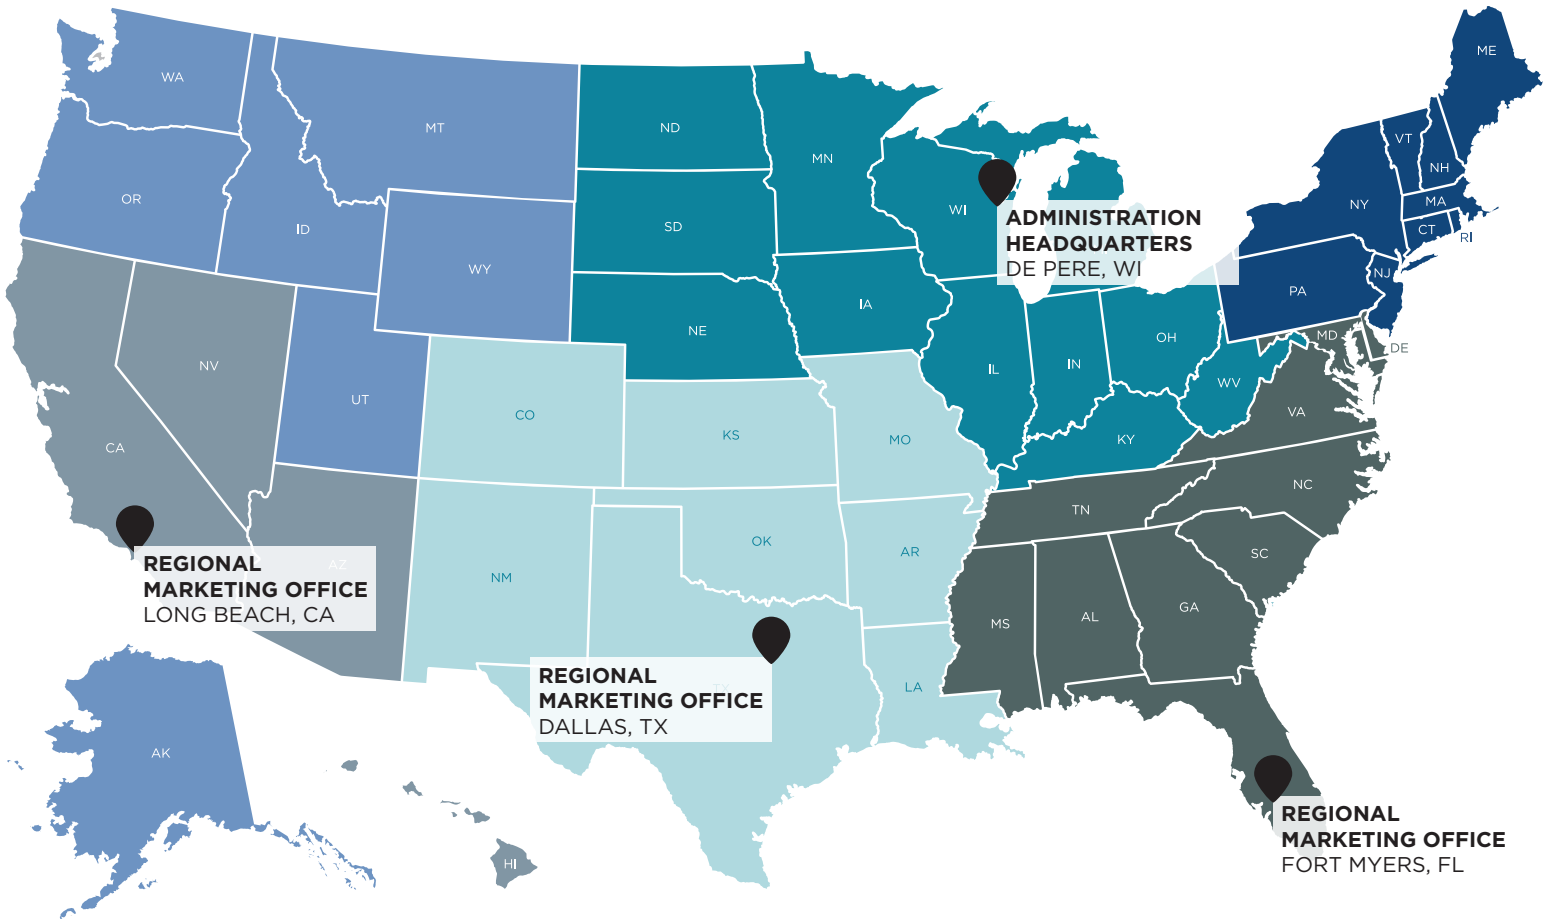 ME
WA
MT
ND
VT
MN
NH
OR
MA
NY
WI
ADMINISTRATION
HEADQUARTERS
DE PERE, WI
SD
ID
CT
RI
WY
NJ
PA
IA
NE
OH
MD
DE
NV
IN
IL
WV
UT
CO
VA
KS
MO
KY
CA
NC
TN
OK
AR
SC
AZ
REGIONAL
MARKETING OFFICE
LONG BEACH, CA
NM
GA
AL
MS
TX
REGIONAL
MARKETING OFFICE
DALLAS, TX
LA
AK
REGIONAL
MARKETING OFFICE
FORT MYERS, FL
HI